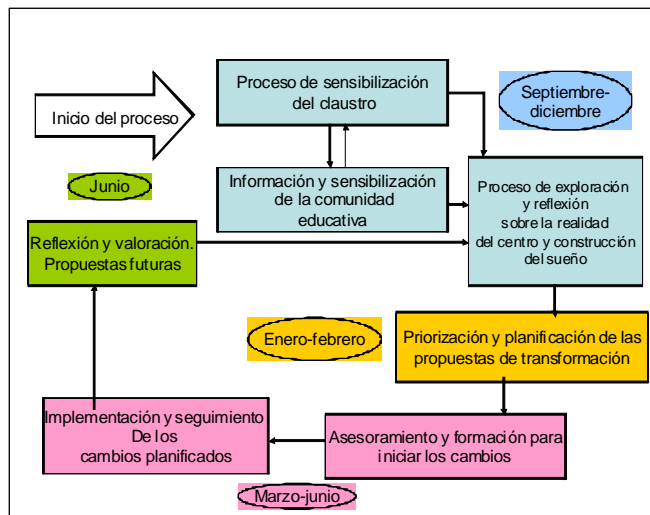 Proceso de sensibilización
del claustro
Septiembre-
diciembre
Inicio del proceso
Junio
Información y sensibilización
de la comunidad
educativa
Proceso de exploración
y reflexión
sobre la realidad
del centro y construcción
del sueño
Reflexión y valoración.
Propuestas futuras
Enero-febrero
Priorización y planificación de las
propuestas de transformación
Implementación y seguimiento
De los
cambios planificados
Asesoramiento y formación para
iniciar los cambios
Marzo-junio